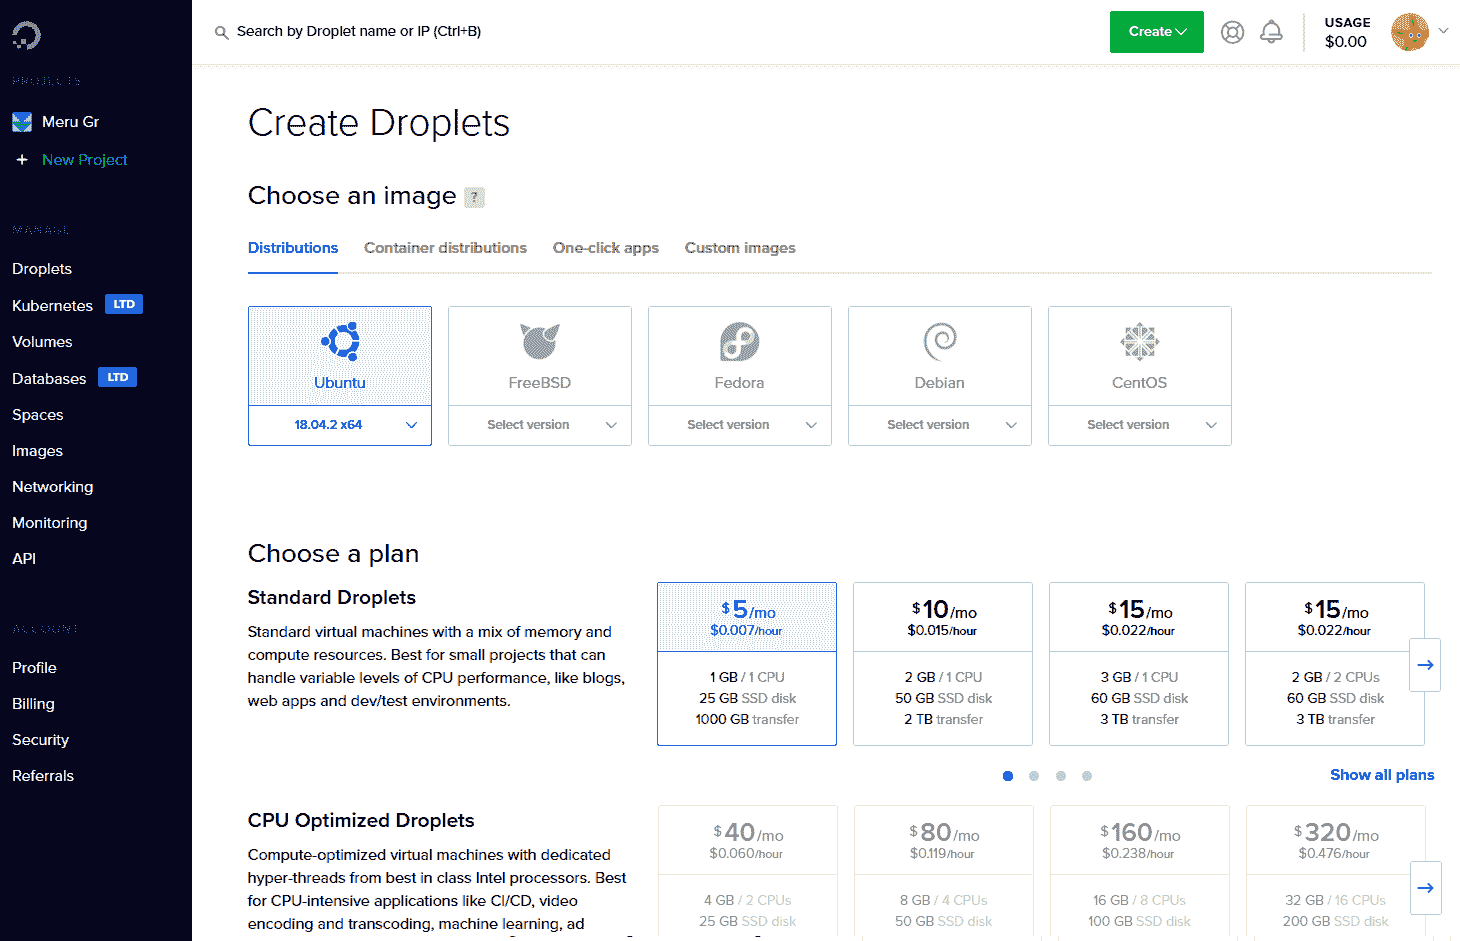 Search by Droplet name or IP (Ctrl+B)
Create
USAGE
$0.00
PROJECTS
Meru Gr
+ New Project
MANAGE
Droplets
Kubernetes LTD
Volumes
Databases LTD
Spaces
Images
Networking
Monitoring
API
ACCOUNT
Profile
Billing
Security
Referrals
Create Droplets
Choose an image ?
Distributions Container distributions One-click apps Custom images
Ubuntu
18.04.2 x64
FreeBSD
Select version
Fedora
Select version
Debian
Select version
CentOS
Select version
Choose a plan
Standard Droplets
Standard virtual machines with a mix of memory and
compute resources. Best for small projects that can
handle variable levels of CPU performance, like blogs,
web apps and dev/test environments.
$5/mo
$0.007/hour
1 GB / 1 CPU
25 GB SSD disk
1000 GB transfer
$10/mo
$0.015/hour
2 GB / 1 CPU
50 GB SSD disk
2 TB transfer
$15/mo
$0.022/hour
3 GB / 1 CPU
60 GB SSD disk
3 TB transfer
$15/mo
$0.022/hour
2 GB / 2 CPUs
60 GB SSD disk
3 TB transfer
Show all plans
CPU Optimized Droplets
Compute-optimized virtual machines with dedicated
hyper-threads from best in class Intel processors. Best
for CPU-intensive applications like CI/CD, video
encoding and transcoding, machine learning, ad
$40/mo
$0.060/hour
4 GB / 2 CPUs
25 GB SSD disk
$80/mo
$0.119/hour
8 GB / 4 CPUs
50 GB SSD disk
$160/mo
$0.238/hour
16 GB / 8 CPUs
100 GB SSD disk
$320/mo
$0.476/hour
32 GB / 16 CPUs
200 GB SSD disk